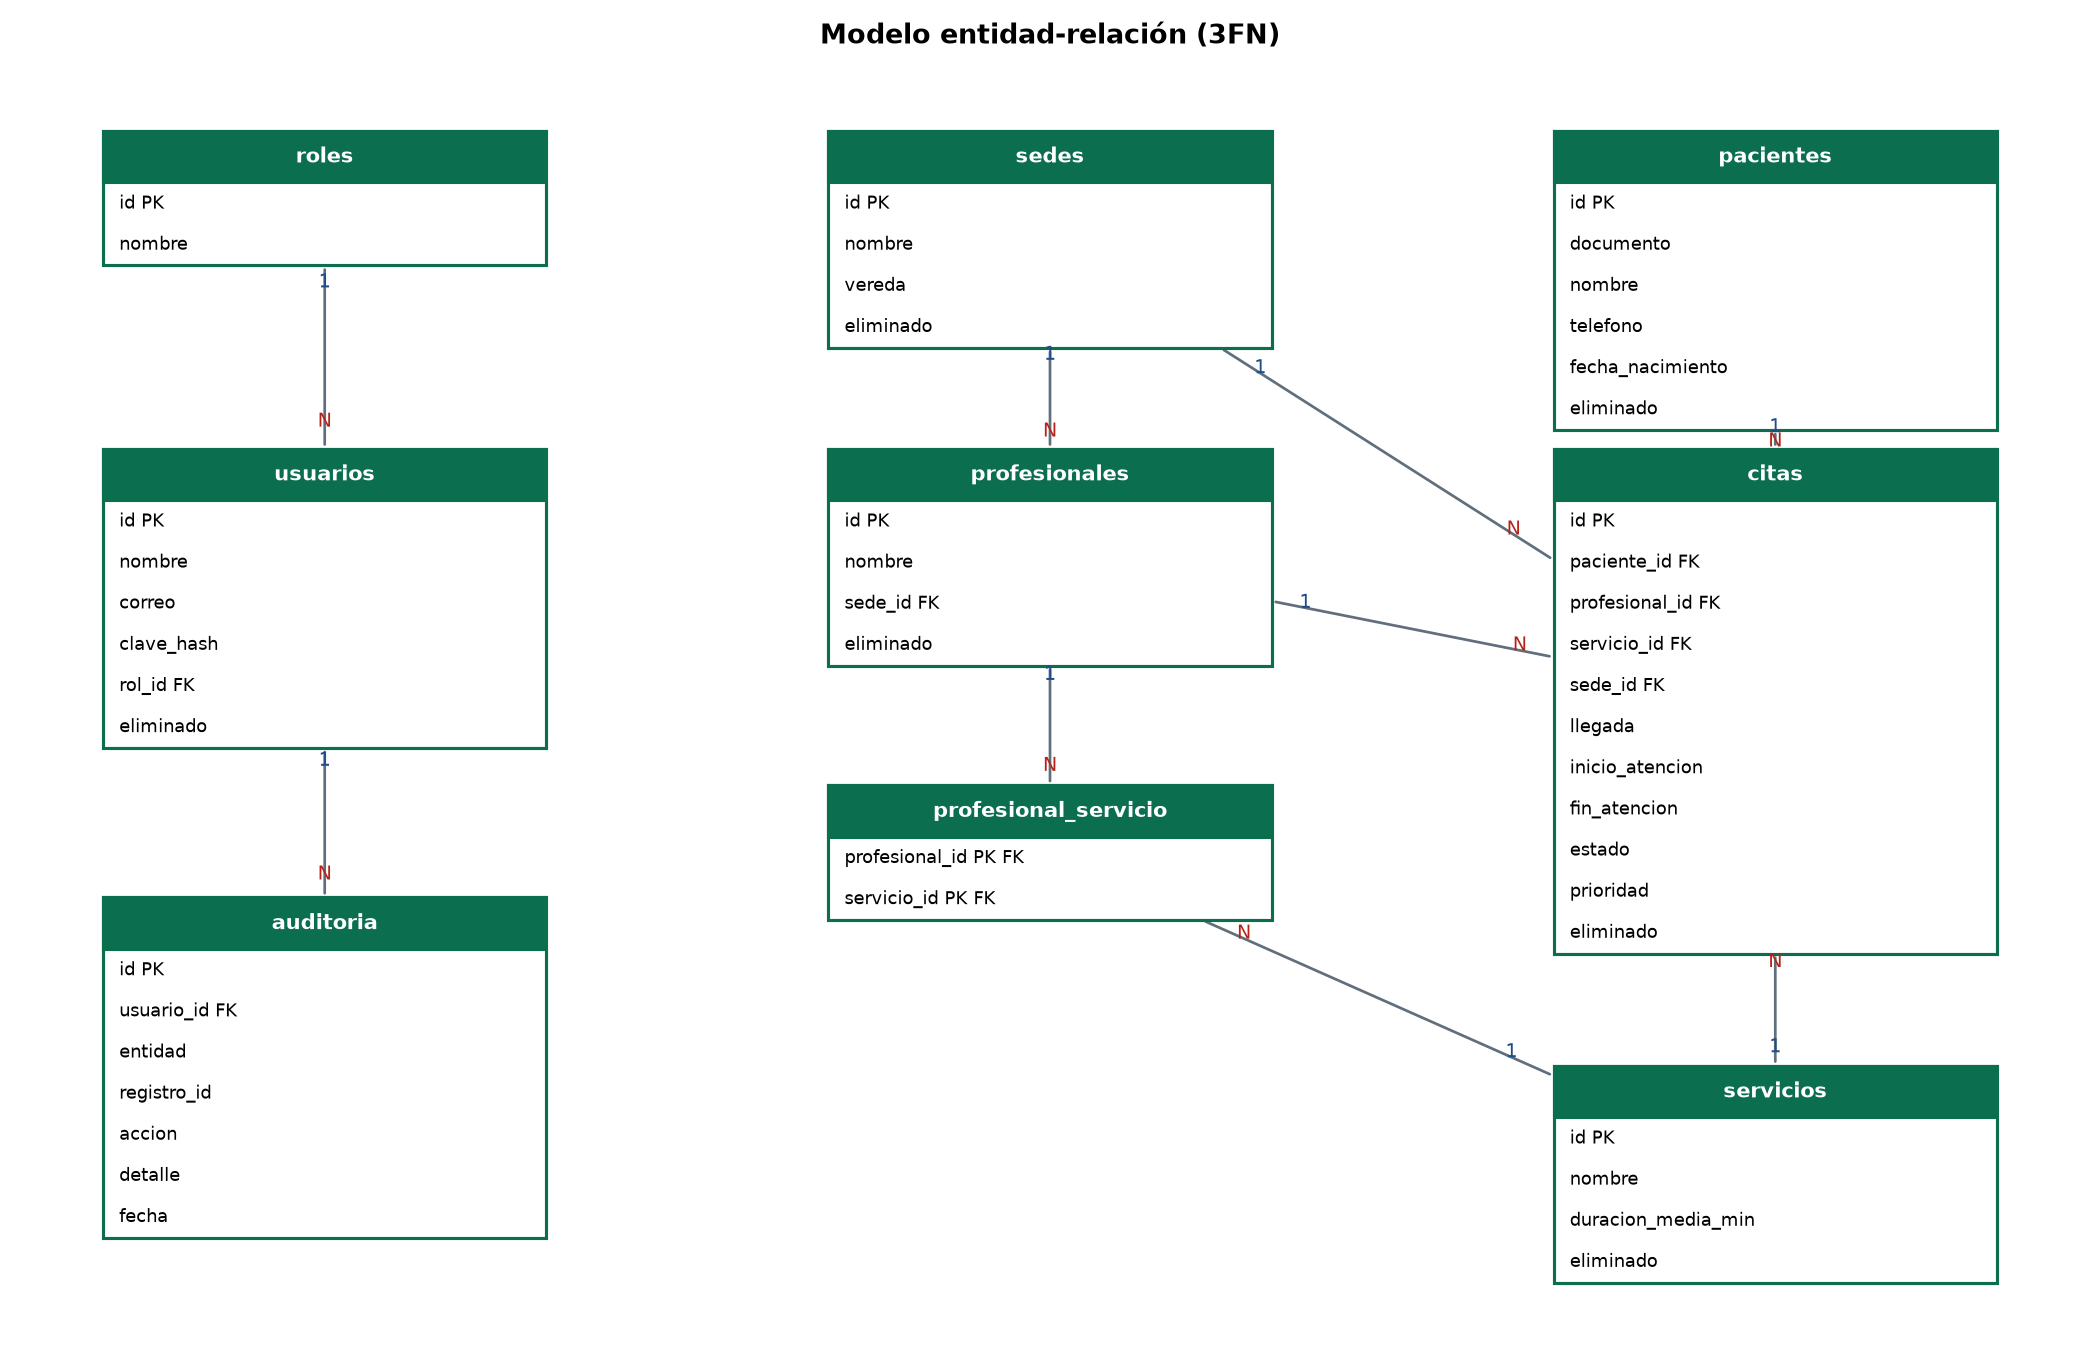 Modelo entidad-relación (3FN)
roles
id PK
nombre
1
N
usuarios
id PK
nombre
correo
clave_hash
rol_id FK
eliminado
1
N
auditoria
id PK
usuario_id FK
entidad
registro_id
accion
detalle
fecha
sedes
id PK
nombre
vereda
eliminado
1
1
N
N
profesionales
id PK
nombre
sede_id FK
eliminado
1
N
1
N
profesional_servicio
profesional_id PK FK
servicio_id PK FK
N
1
pacientes
id PK
documento
nombre
telefono
fecha_nacimiento
eliminado
1
N
citas
id PK
paciente_id FK
profesional_id FK
servicio_id FK
sede_id FK
llegada
inicio_atencion
fin_atencion
estado
prioridad
eliminado
N
1
servicios
id PK
nombre
duracion_media_min
eliminado